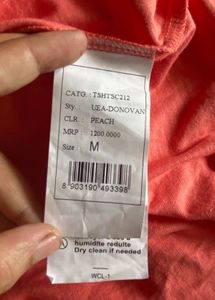 CATG. : TSHTSC212
Sty. : UEA-DONOVAN
CLR. : PEACH
MRP : 1200.0000
Size : M
8 903190 493398
humidite reduite
Dry clean if needed
WCL-1